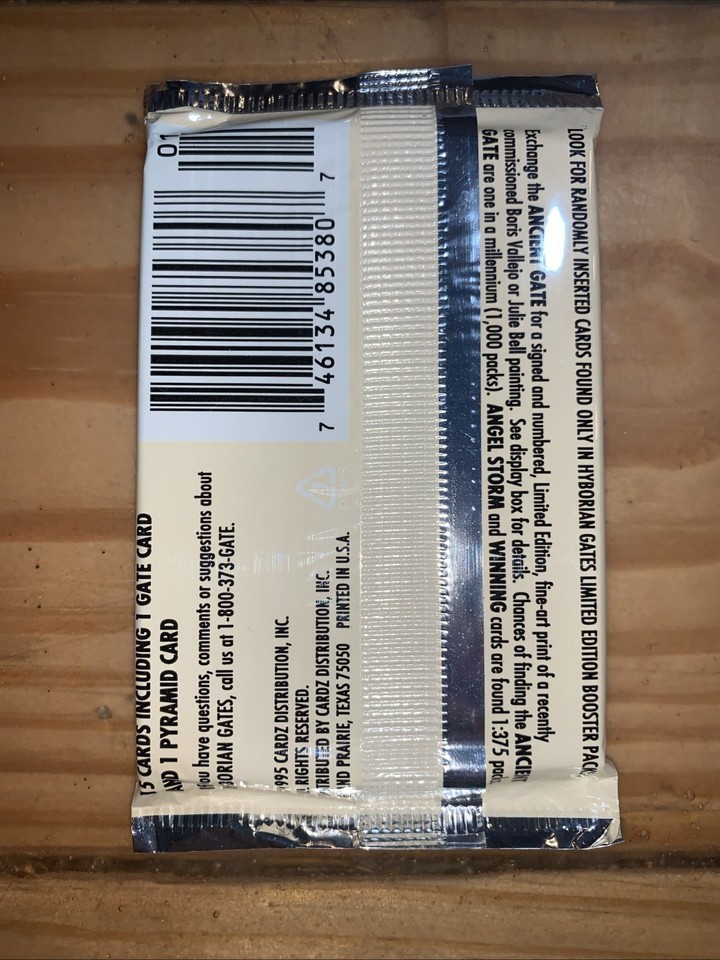 LOOK FOR RANDOMLY INSERTED CARDS FOUND ONLY IN HYBORIAN GATES LIMITED EDITION BOOSTER PACK
Exchange the ANCIENT GATE for a signed and numbered, Limited Edition, fine-art print of a recently
commissioned Boris Vallejo or Julie Bell painting. See display box for details. Chances of finding the ANCIEN
GATE are one in a millennium (1,000 packs). ANGEL STORM and WINNING cards are found 1:375 pac
01
7 46134 85380 7
15 CARDS INCLUDING 1 GATE CARD
AND 1 PYRAMID CARD
you have questions, comments or suggestions about
ORIAN GATES, call us at 1-800-373-GATE.
995 CARDZ DISTRIBUTION, INC.
RIGHTS RESERVED.
TRIBUTED BY CARDZ DISTRIBUTION, INC.
ND PRAIRIE, TEXAS 75050 PRINTED IN U.S.A.